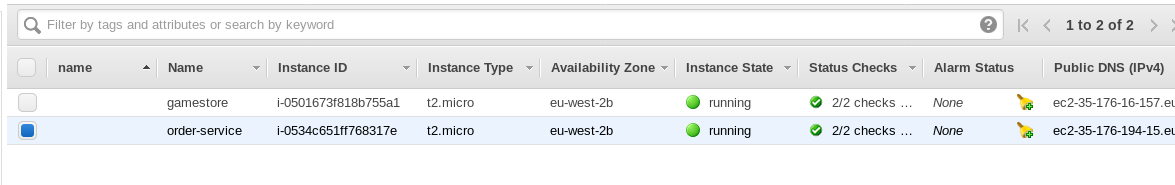 Filter by tags and attributes or search by keyword ? 1 to 2 of 2
name Name Instance ID Instance Type Availability Zone Instance State Status Checks Alarm Status Public DNS (IPv4)
gamestore i-0501673f818b755a1 t2.micro eu-west-2b running 2/2 checks … None ec2-35-176-16-157.eu
order-service i-0534c651ff768317e t2.micro eu-west-2b running 2/2 checks … None ec2-35-176-194-15.eu